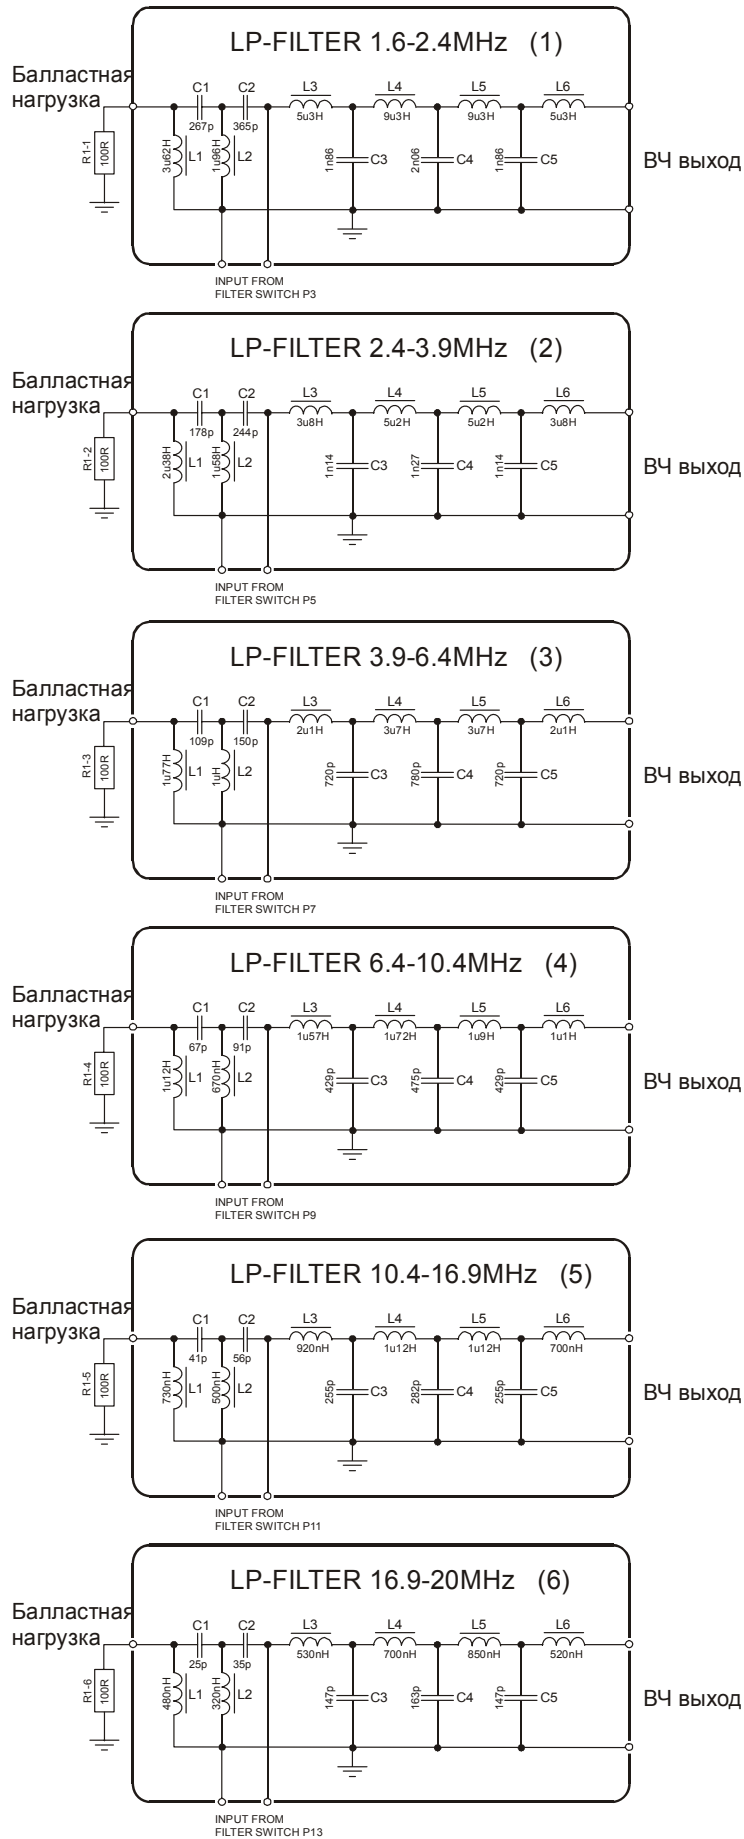 LP-FILTER 1.6-2.4MHz (1)
Балластная
нагрузка
C1 C2 L3 L4 L5 L6
267p 365p 5u3H 9u3H 9u3H 5u3H
R1-1 100R 3u62H L1 1u96H L2 1n86 C3 2n06 C4 1n86 C5
ВЧ выход
INPUT FROM
FILTER SWITCH P3
LP-FILTER 2.4-3.9MHz (2)
Балластная
нагрузка
C1 C2 L3 L4 L5 L6
178p 244p 3u8H 5u2H 5u2H 3u8H
R1-2 100R 2u38H L1 1u58H L2 1n14 C3 1n27 C4 1n14 C5
ВЧ выход
INPUT FROM
FILTER SWITCH P5
LP-FILTER 3.9-6.4MHz (3)
Балластная
нагрузка
C1 C2 L3 L4 L5 L6
109p 150p 2u1H 3u7H 3u7H 2u1H
R1-3 100R 1u77H L1 1uH L2 720p C3 780p C4 720p C5
ВЧ выход
INPUT FROM
FILTER SWITCH P7
LP-FILTER 6.4-10.4MHz (4)
Балластная
нагрузка
C1 C2 L3 L4 L5 L6
67p 91p 1u57H 1u72H 1u9H 1u1H
R1-4 100R 1u12H L1 670nH L2 429p C3 475p C4 429p C5
ВЧ выход
INPUT FROM
FILTER SWITCH P9
LP-FILTER 10.4-16.9MHz (5)
Балластная
нагрузка
C1 C2 L3 L4 L5 L6
41p 56p 920nH 1u12H 1u12H 700nH
R1-5 100R 730nH L1 500nH L2 255p C3 282p C4 255p C5
ВЧ выход
INPUT FROM
FILTER SWITCH P11
LP-FILTER 16.9-20MHz (6)
Балластная
нагрузка
C1 C2 L3 L4 L5 L6
25p 35p 530nH 700nH 850nH 520nH
R1-6 100R 480nH L1 320nH L2 147p C3 163p C4 147p C5
ВЧ выход
INPUT FROM
FILTER SWITCH P13